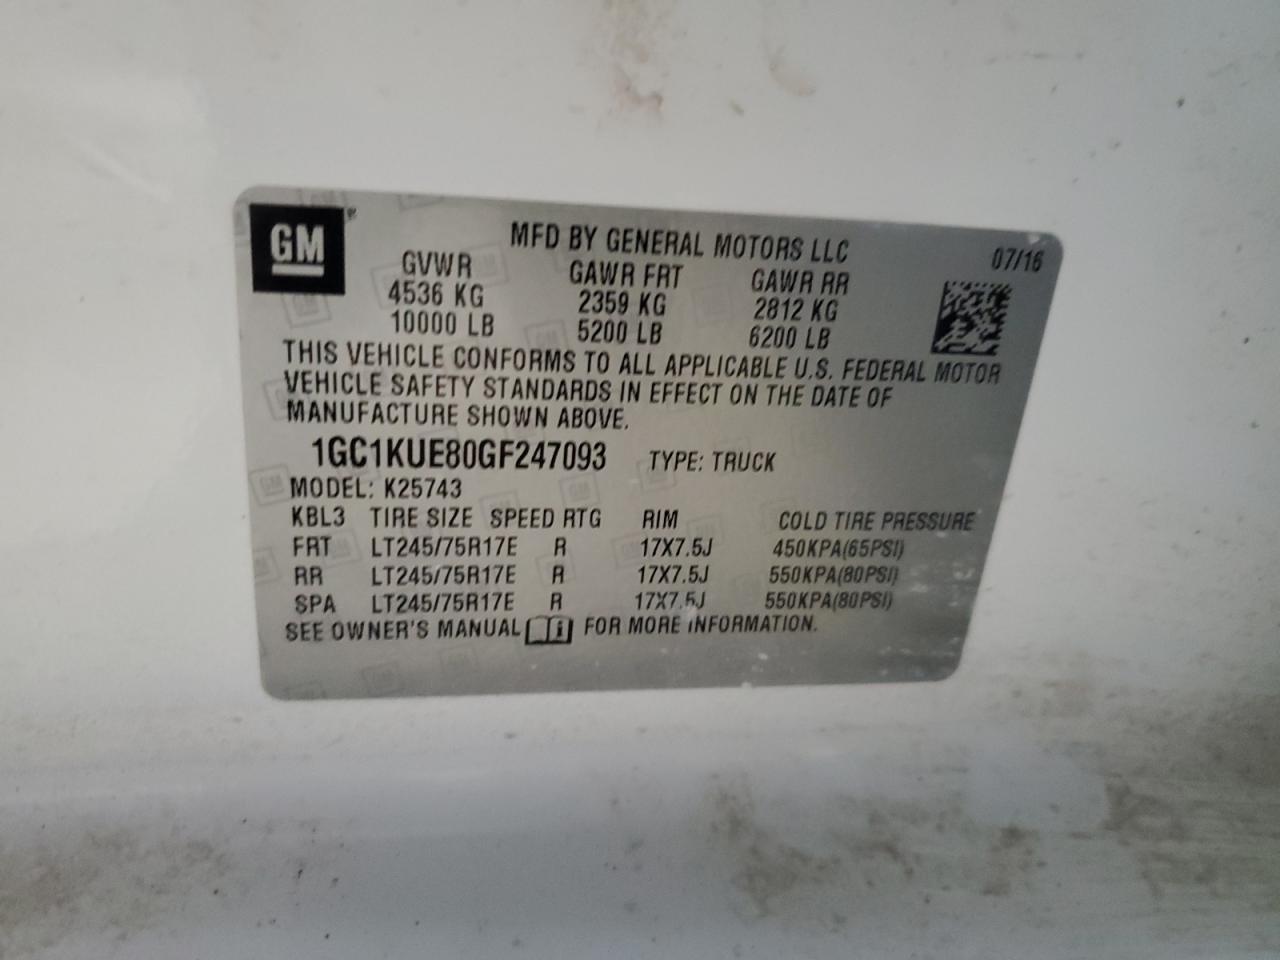 GM
MFD BY GENERAL MOTORS LLC 07/16
GVWR GAWR FRT GAWR RR
4536 KG 2359 KG 2812 KG
10000 LB 5200 LB 6200 LB
THIS VEHICLE CONFORMS TO ALL APPLICABLE U.S. FEDERAL MOTOR
VEHICLE SAFETY STANDARDS IN EFFECT ON THE DATE OF
MANUFACTURE SHOWN ABOVE.
1GC1KUE80GF247093 TYPE: TRUCK
MODEL: K25743
KBL3 TIRE SIZE SPEED RTG RIM COLD TIRE PRESSURE
FRT LT245/75R17E R 17X7.5J 450KPA(65PSI)
RR LT245/75R17E R 17X7.5J 550KPA(80PSI)
SPA LT245/75R17E R 17X7.5J 550KPA(80PSI)
SEE OWNER'S MANUAL i FOR MORE INFORMATION.